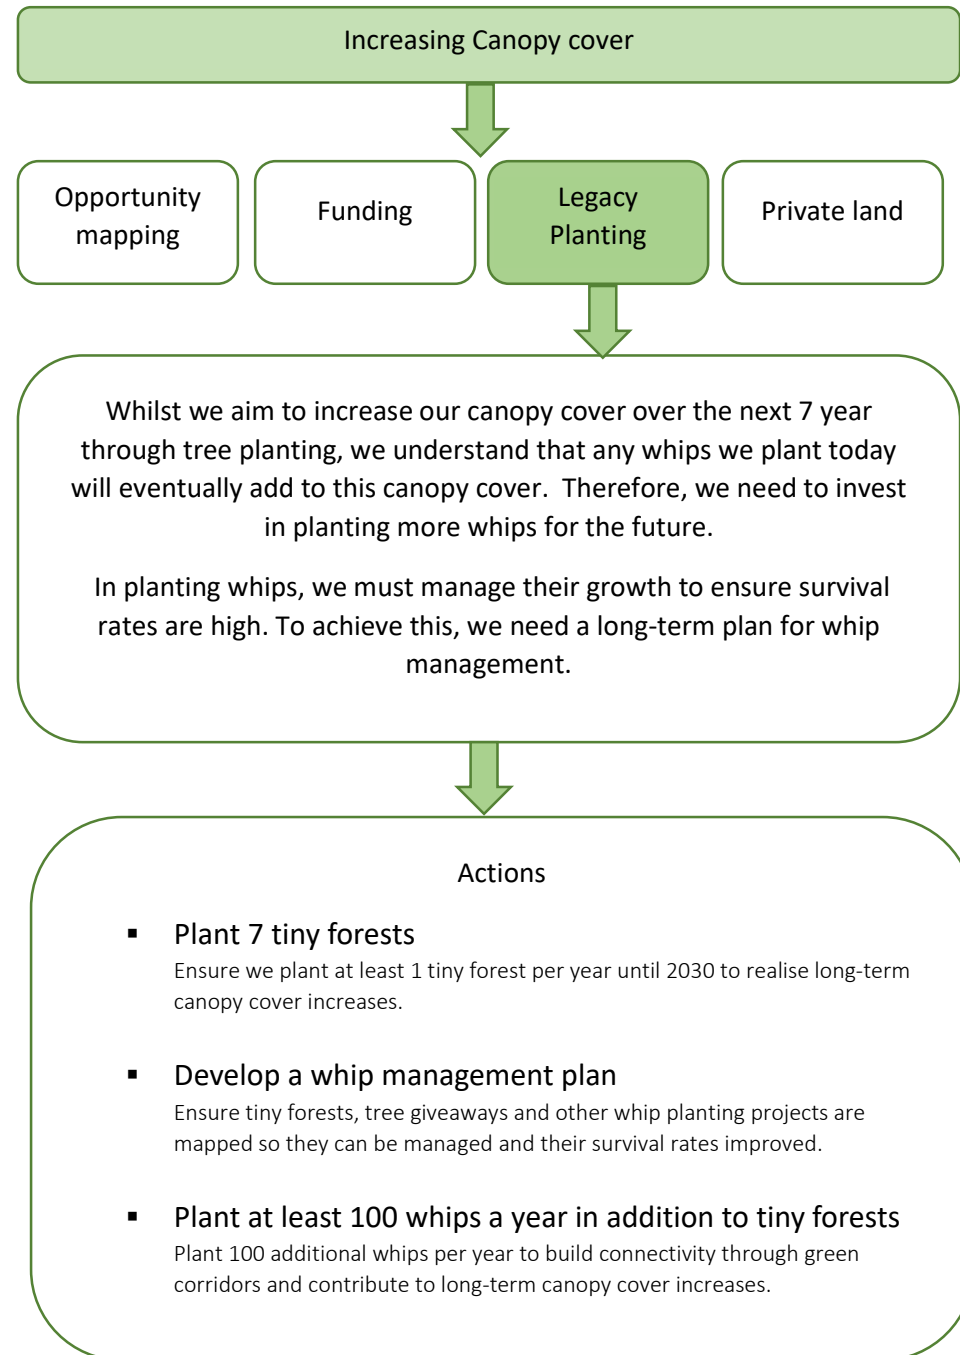 Increasing Canopy cover
Opportunity
mapping
Funding
Legacy
Planting
Private land
Whilst we aim to increase our canopy cover over the next 7 year
through tree planting, we understand that any whips we plant today
will eventually add to this canopy cover.  Therefore, we need to invest
in planting more whips for the future.
In planting whips, we must manage their growth to ensure survival
rates are high. To achieve this, we need a long-term plan for whip
management.
Actions
▪ Plant 7 tiny forests
Ensure we plant at least 1 tiny forest per year until 2030 to realise long-term
canopy cover increases.
▪ Develop a whip management plan
Ensure tiny forests, tree giveaways and other whip planting projects are
mapped so they can be managed and their survival rates improved.
▪ Plant at least 100 whips a year in addition to tiny forests
Plant 100 additional whips per year to build connectivity through green
corridors and contribute to long-term canopy cover increases.